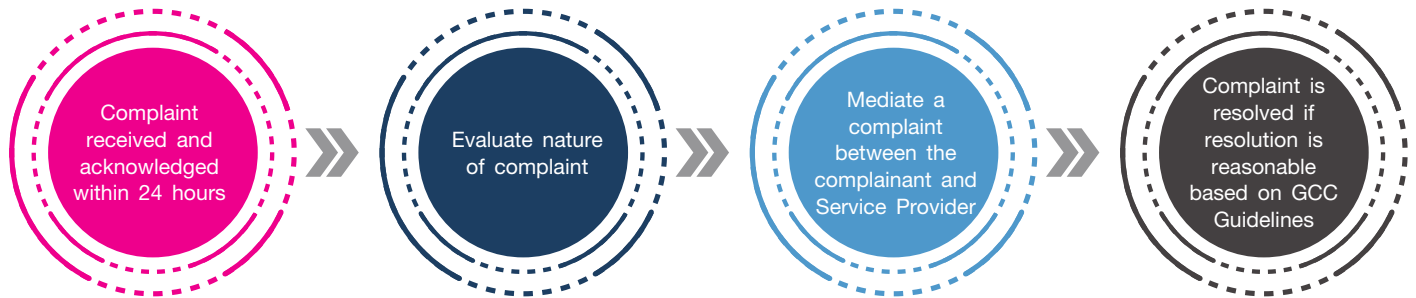 Complaint
received and
acknowledged
within 24 hours
Evaluate nature
of complaint
Mediate a
complaint
between the
complainant and
Service Provider
Complaint is
resolved if
resolution is
reasonable
based on GCC
Guidelines